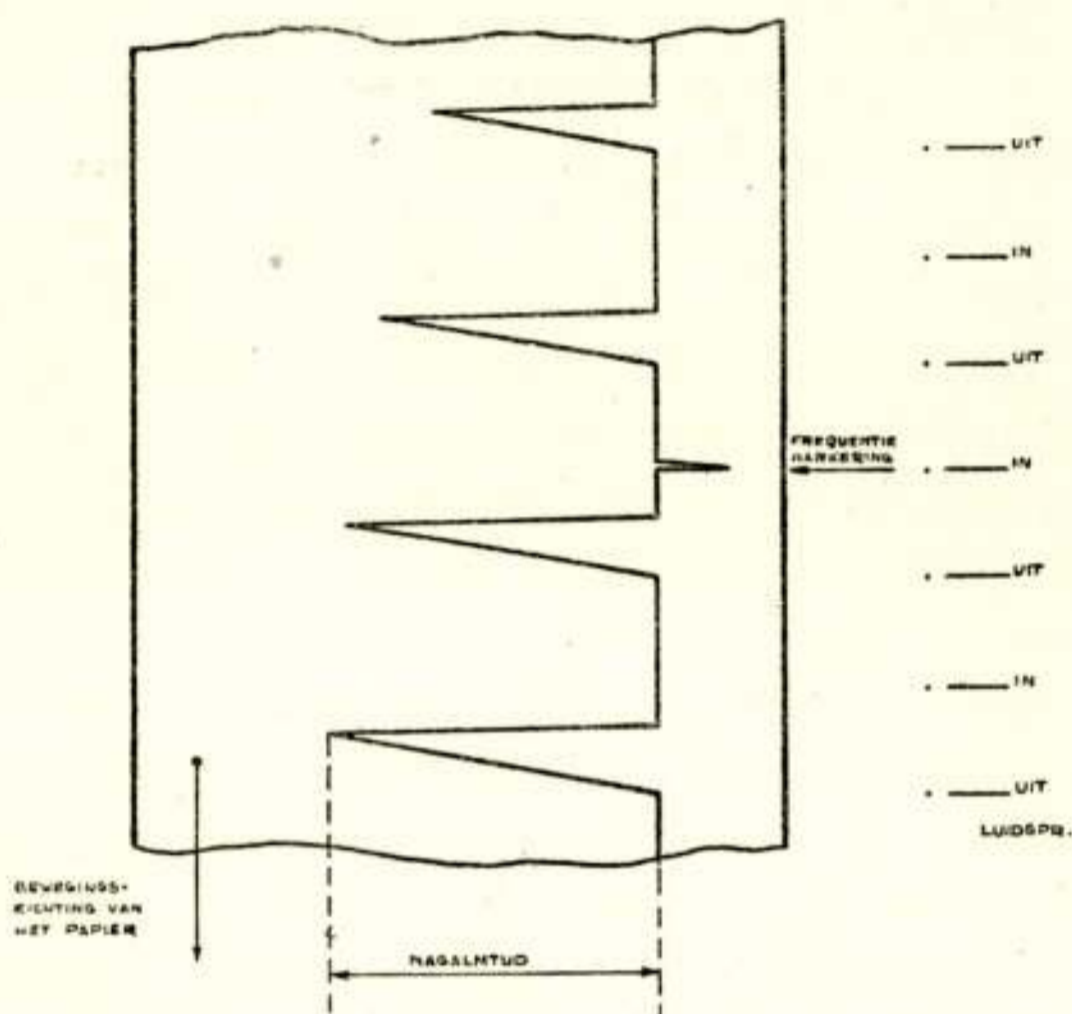 UIT
IN
UIT
FREQUENTIE
MARKERING
IN
UIT
IN
UIT
LUIDSPR.
BEWEGINGS-
RICHTING VAN
HET PAPIER
NAGALMTIJD